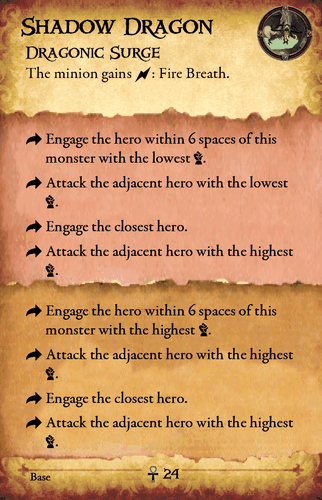 Shadow Dragon
Dragonic Surge
The minion gains : Fire Breath.
Engage the hero within 6 spaces of this
monster with the lowest .
Attack the adjacent hero with the lowest
.
Engage the closest hero.
Attack the adjacent hero with the highest
.
Engage the hero within 6 spaces of this
monster with the highest .
Attack the adjacent hero with the highest
.
Engage the closest hero.
Attack the adjacent hero with the highest
.
Base 24